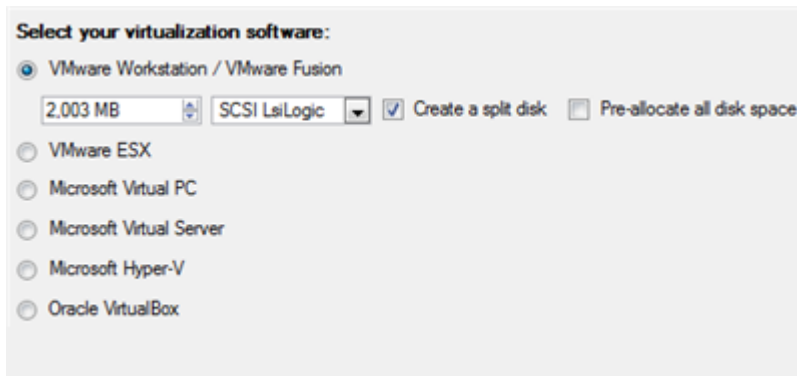 Select your virtualization software:
VMware Workstation / VMware Fusion
2,003 MB SCSI LsiLogic Create a split disk Pre-allocate all disk space
VMware ESX
Microsoft Virtual PC
Microsoft Virtual Server
Microsoft Hyper-V
Oracle VirtualBox